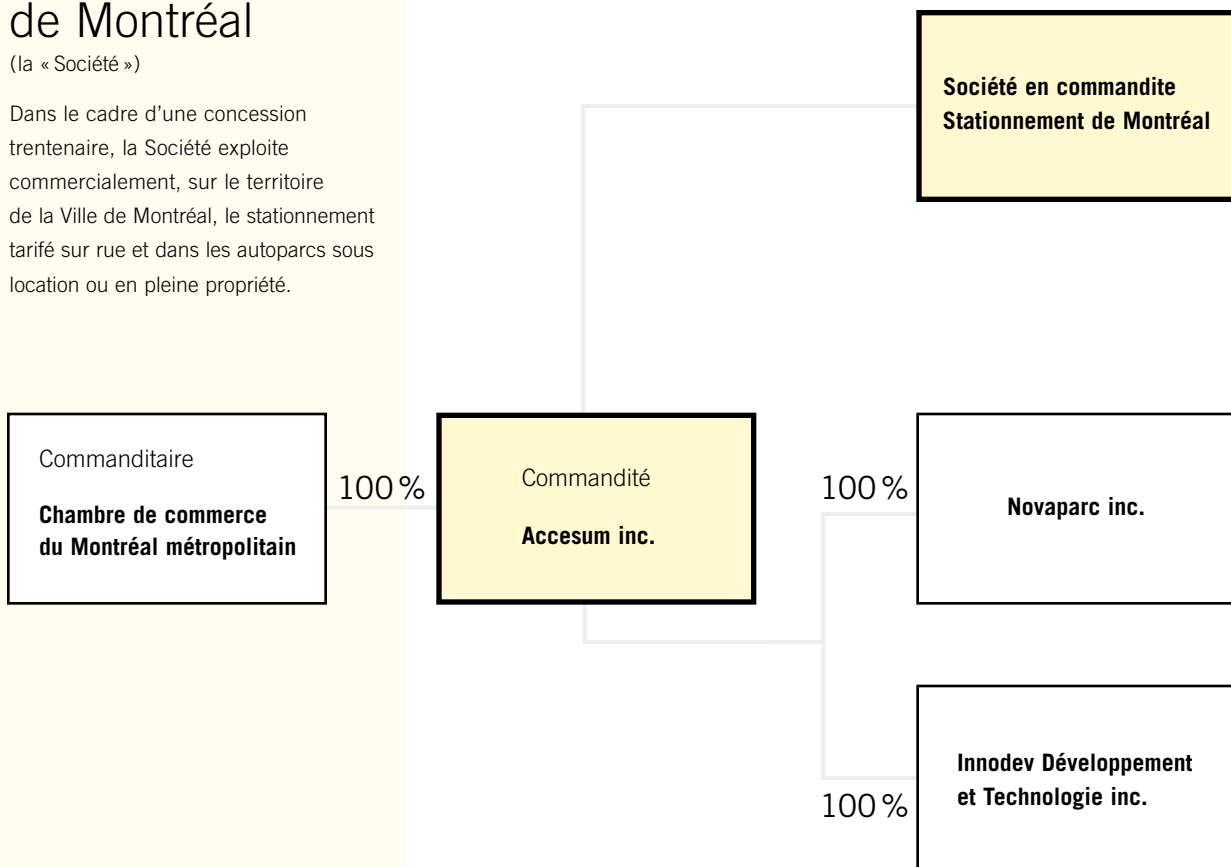 de Montréal
(la « Société »)
Dans le cadre d’une concession
trentenaire, la Société exploite
commercialement, sur le territoire
de la Ville de Montréal, le stationnement
tarifé sur rue et dans les autoparcs sous
location ou en pleine propriété.
Société en commandite
Stationnement de Montréal
Commanditaire
Chambre de commerce
du Montréal métropolitain
100 %
Commandité
Accesum inc.
100 %
Novaparc inc.
100 %
Innodev Développement
et Technologie inc.